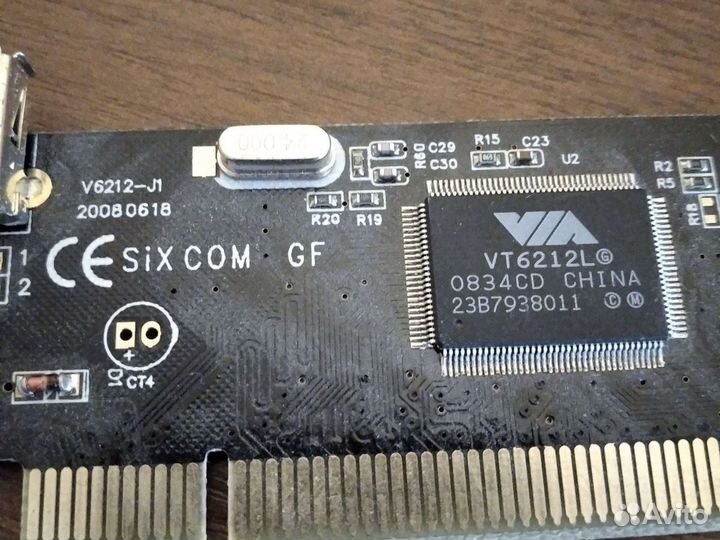 24.000
R60
C29
C30
R15
C23
U2
R2
R5
R18
V6212-J1
20080618
R20
R19
CE SiXCOM GF
1
2
VIA
VT6212L G
0834CD CHINA
23B7938011 © M
+
D1
CT4
Avito